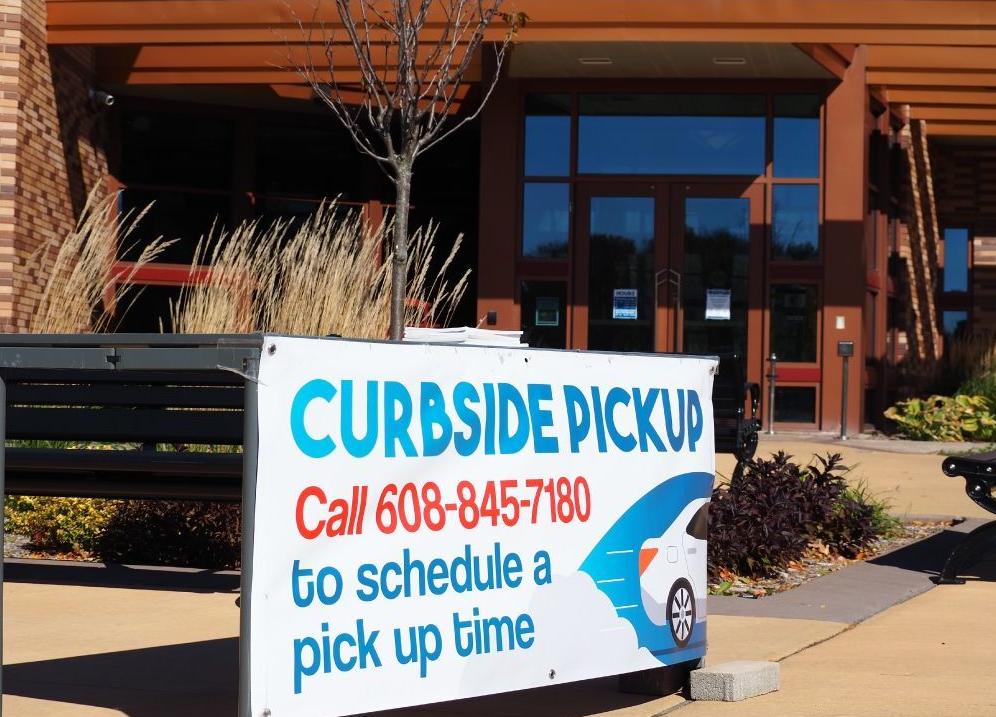 CURBSIDE PICKUP
Call 608-845-7180
to schedule a
pick up time